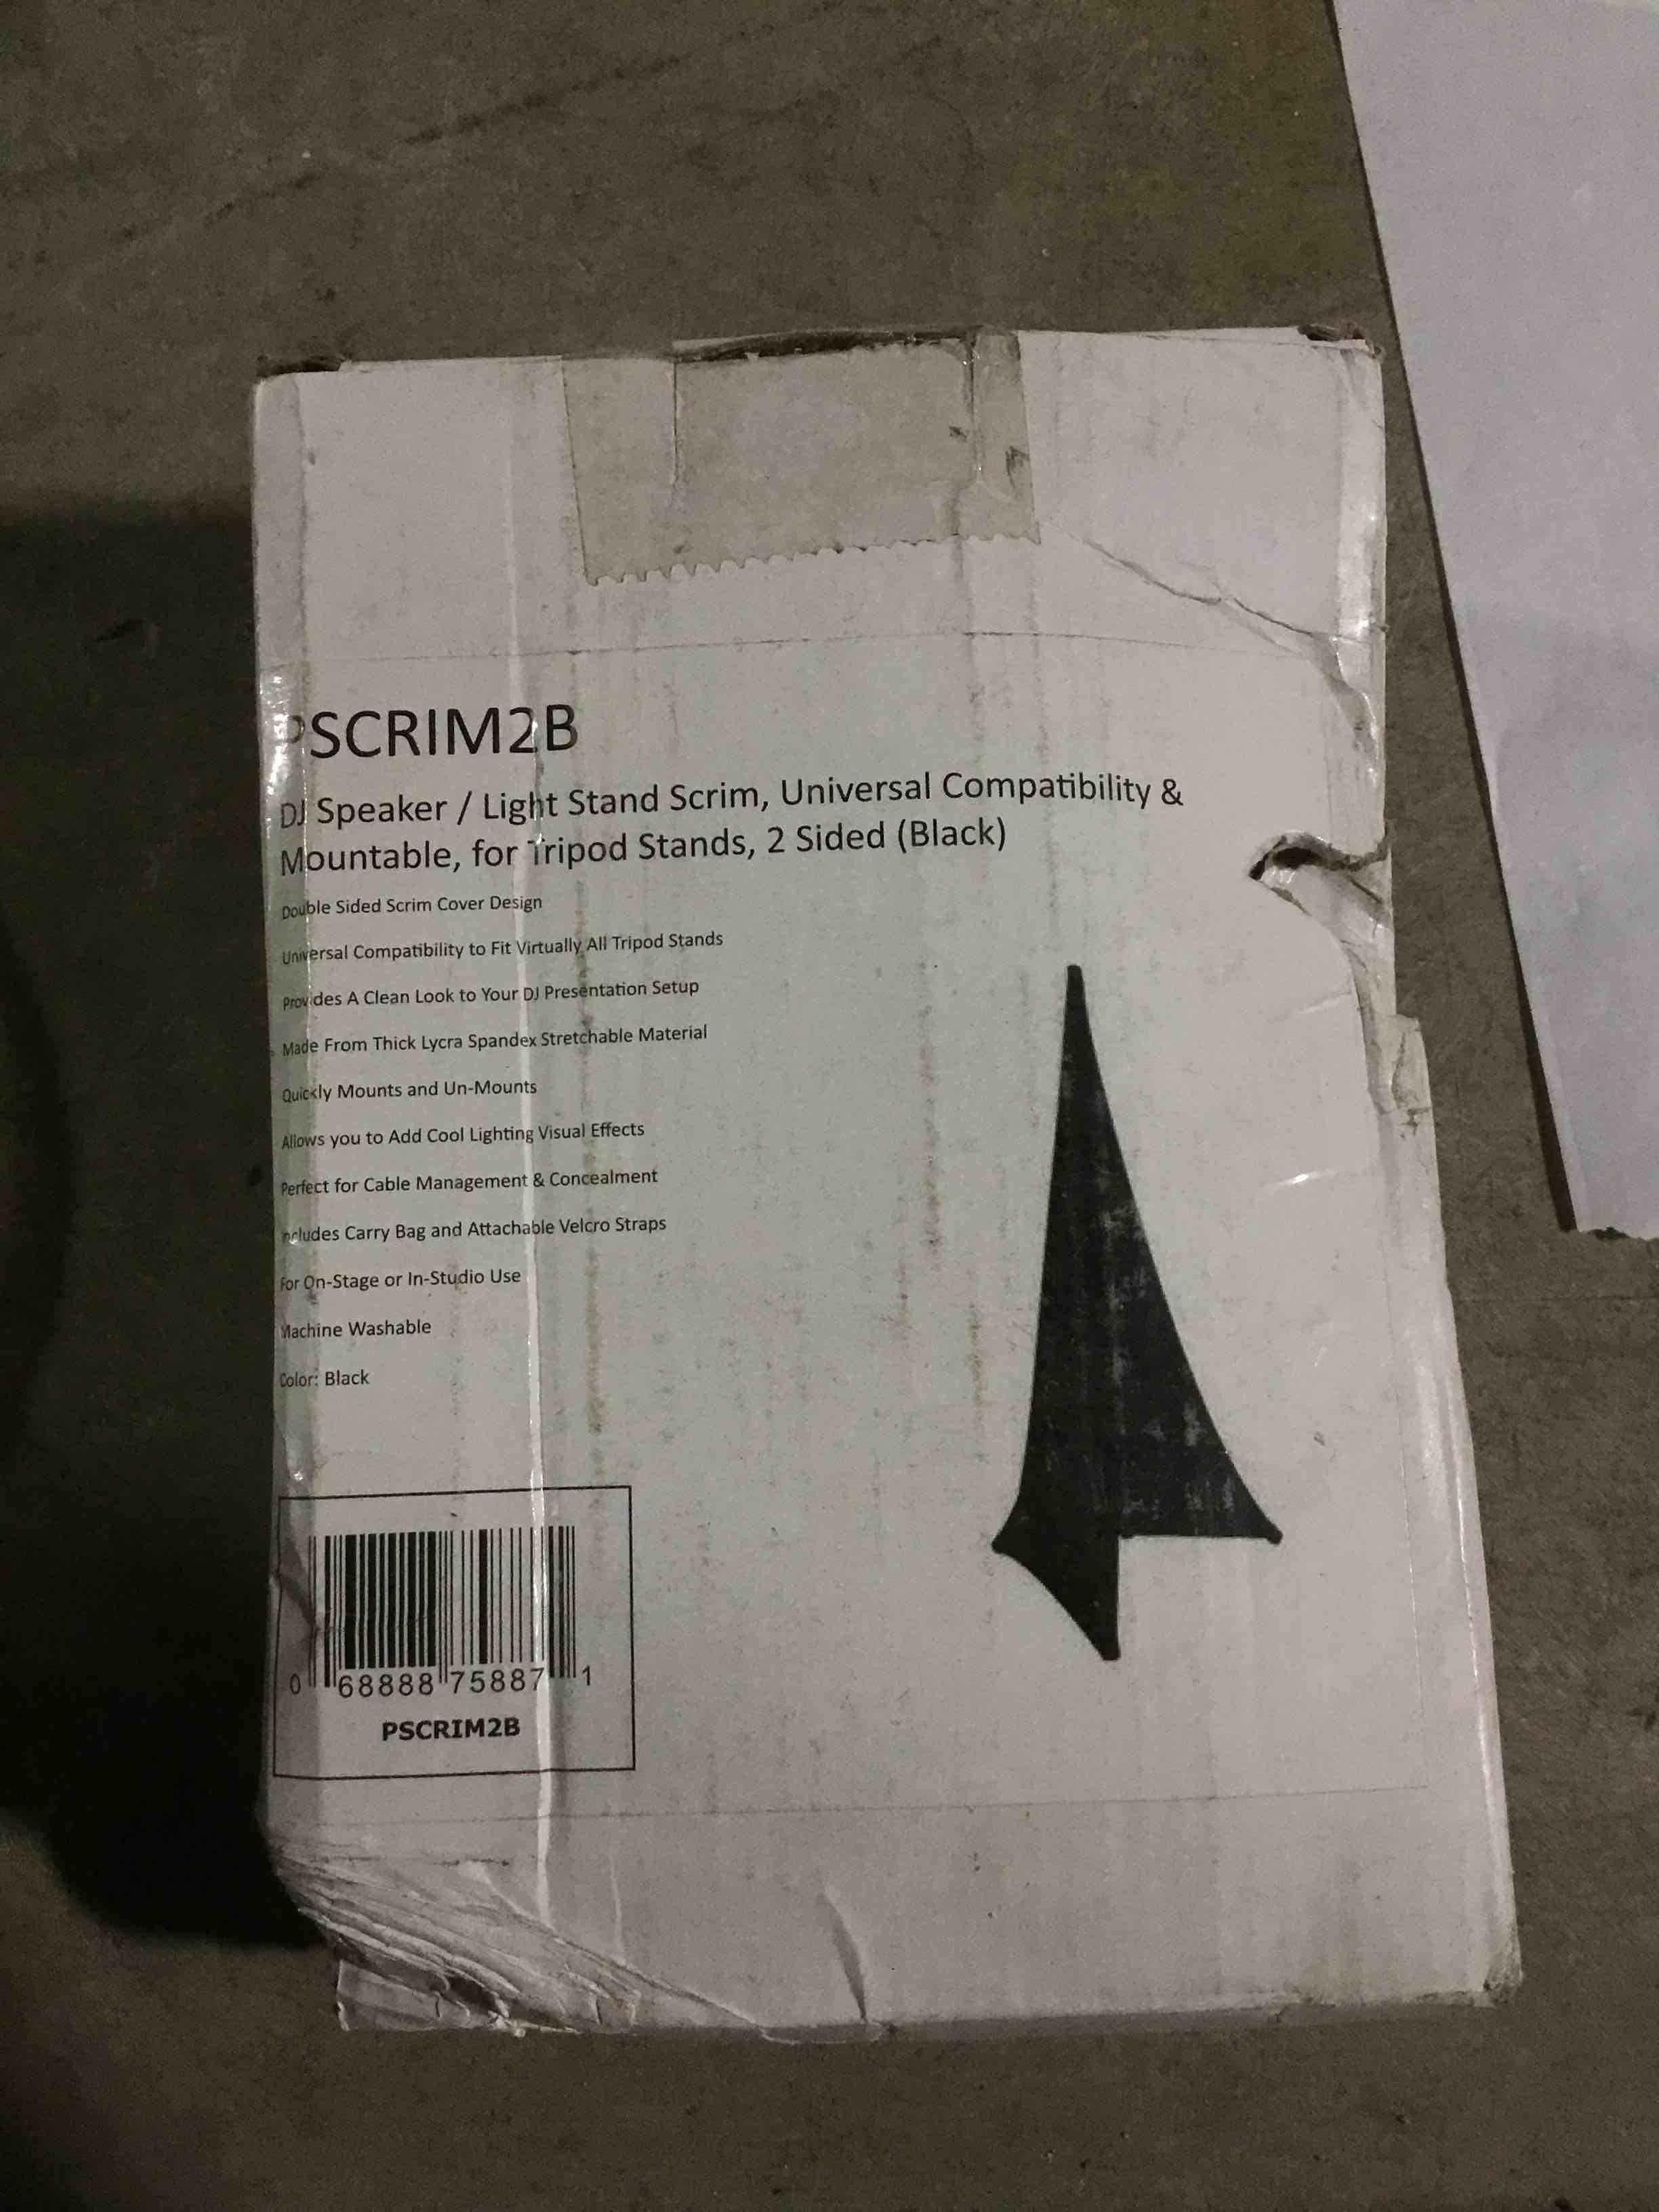 PSCRIM2B
DJ Speaker / Light Stand Scrim, Universal Compatibility &
Mountable, for Tripod Stands, 2 Sided (Black)
Double Sided Scrim Cover Design
Universal Compatibility to Fit Virtually All Tripod Stands
Provides A Clean Look to Your DJ Presentation Setup
Made From Thick Lycra Spandex Stretchable Material
Quickly Mounts and Un-Mounts
Allows you to Add Cool Lighting Visual Effects
Perfect for Cable Management & Concealment
Includes Carry Bag and Attachable Velcro Straps
For On-Stage or In-Studio Use
Machine Washable
Color: Black
0 68888 75887 1
PSCRIM2B